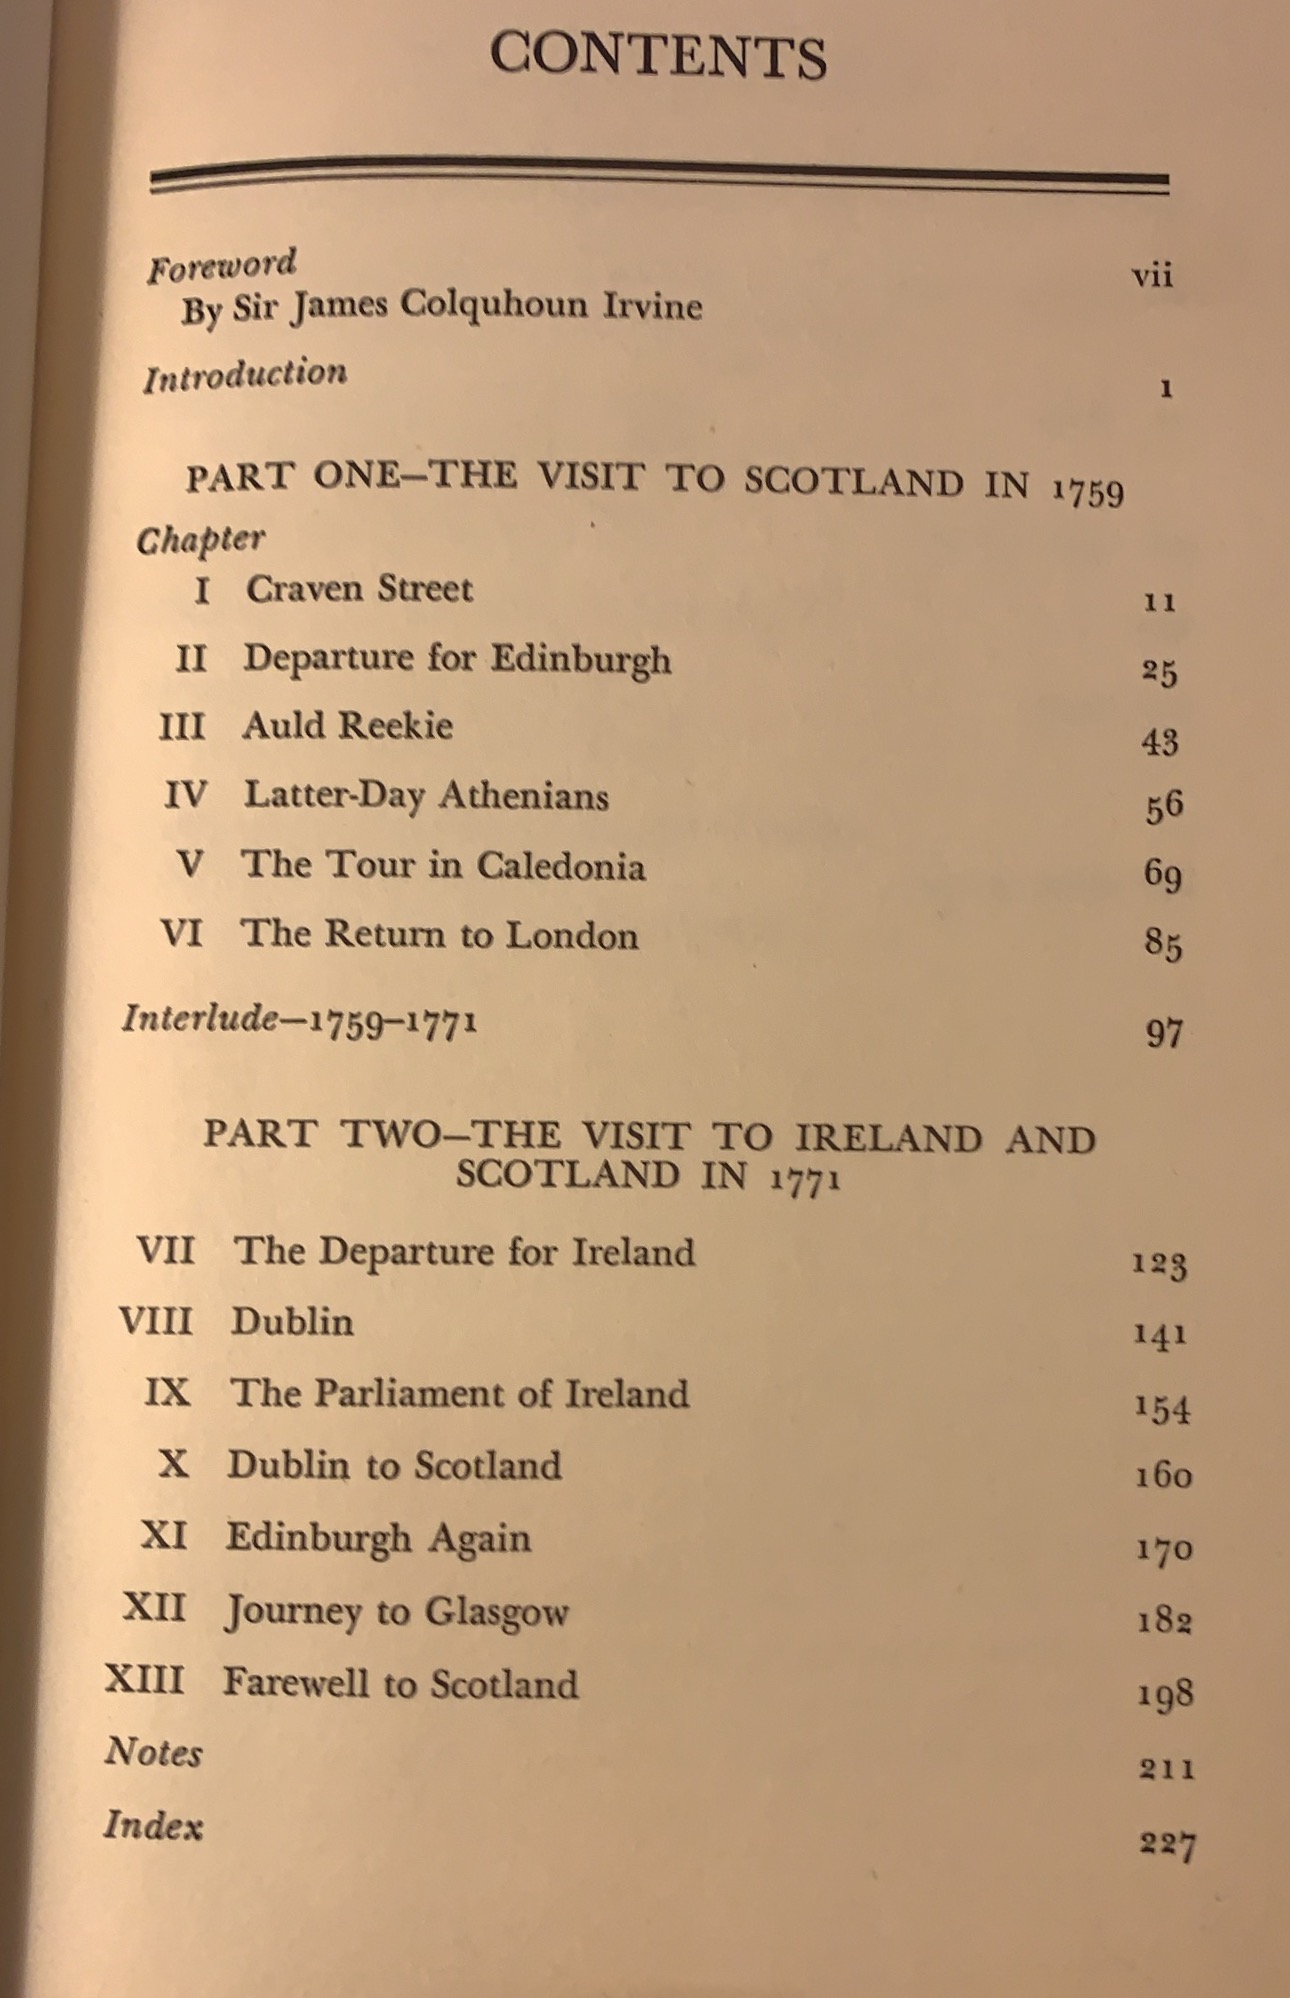 CONTENTS
Foreword vii
By Sir James Colquhoun Irvine
Introduction 1
PART ONE—THE VISIT TO SCOTLAND IN 1759
Chapter
I Craven Street 11
II Departure for Edinburgh 25
III Auld Reekie 43
IV Latter-Day Athenians 56
V The Tour in Caledonia 69
VI The Return to London 85
Interlude—1759–1771 97
PART TWO—THE VISIT TO IRELAND AND
SCOTLAND IN 1771
VII The Departure for Ireland 123
VIII Dublin 141
IX The Parliament of Ireland 154
X Dublin to Scotland 160
XI Edinburgh Again 170
XII Journey to Glasgow 182
XIII Farewell to Scotland 198
Notes 211
Index 227